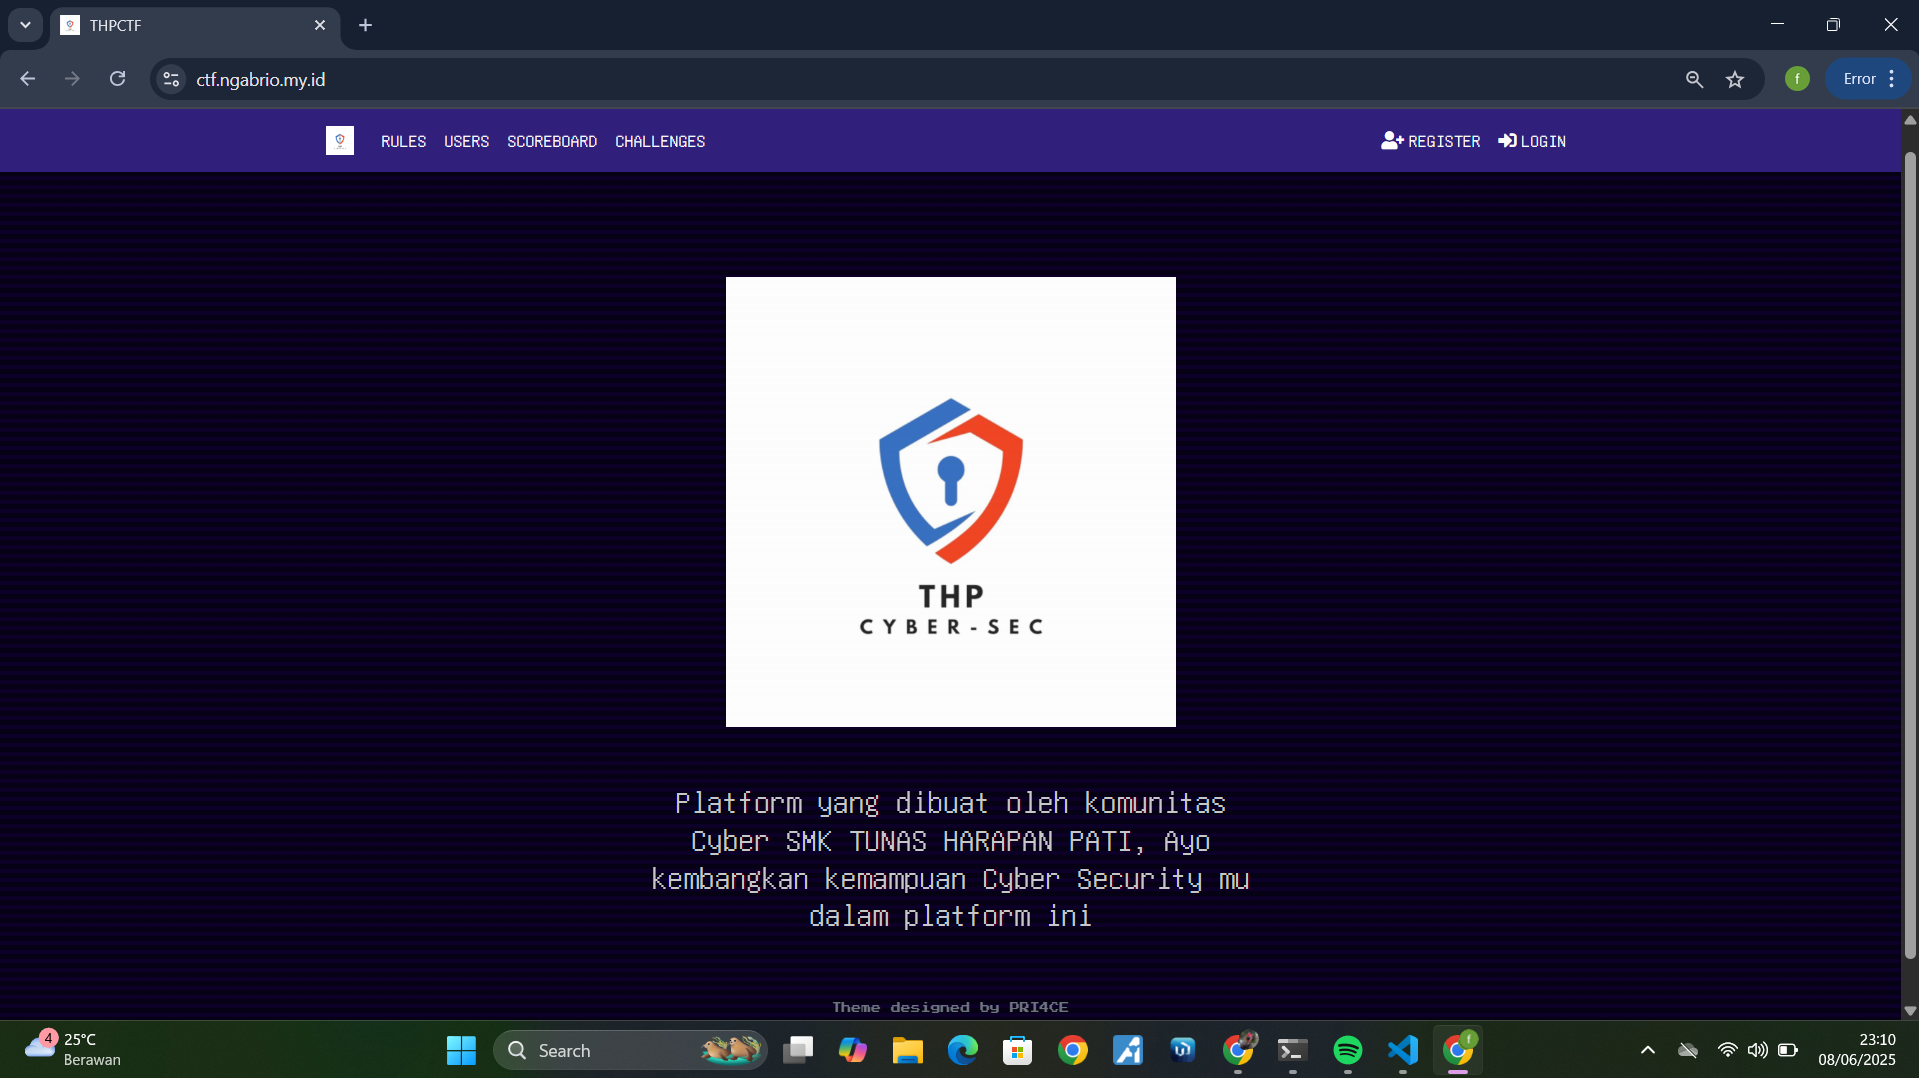 THPCTF
ctf.ngabrio.my.id
f
Error
RULES USERS SCOREBOARD CHALLENGES
REGISTER LOGIN
THP
CYBER-SEC
Platform yang dibuat oleh komunitas
Cyber SMK TUNAS HARAPAN PATI, Ayo
kembangkan kemampuan Cyber Security mu
dalam platform ini
Theme designed by PRI4CE
4
25°C
Berawan
Search
f
23:10
08/06/2025